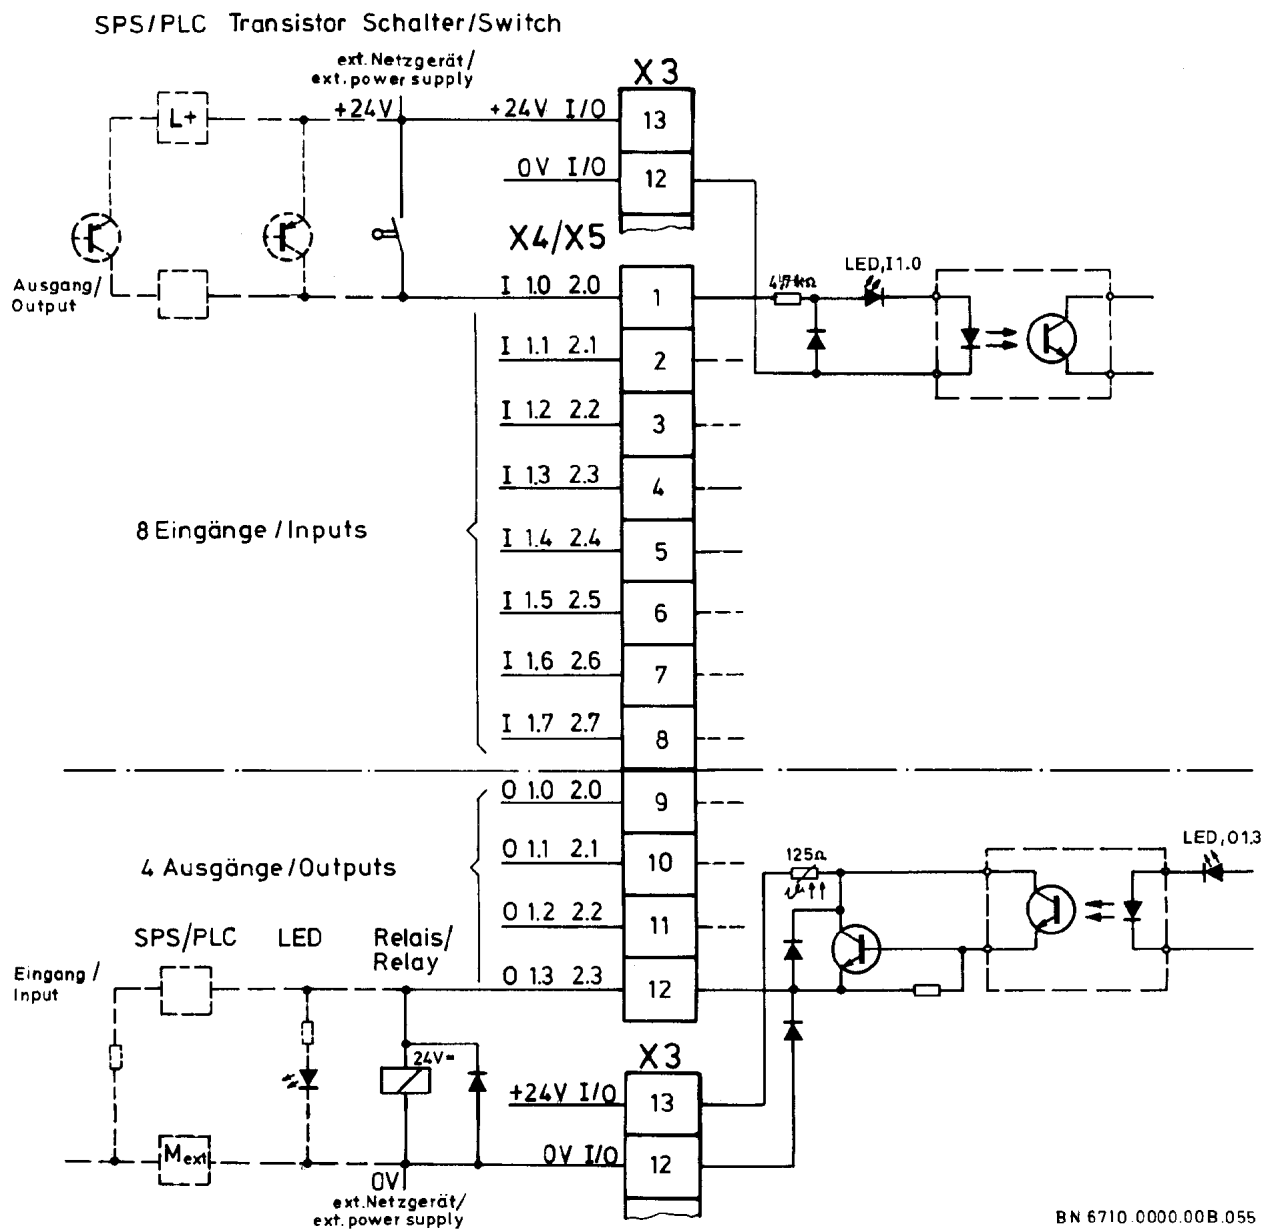 SPS/PLC Transistor Schalter/Switch
ext. Netzgerät/
ext. power supply
X3
L+
+24V
+24V I/O
13
0V I/O
12
X4/X5
Ausgang/
Output
I 1.0 2.0
1
LED, I1.0
I 1.1 2.1
2
I 1.2 2.2
3
I 1.3 2.3
4
8 Eingänge/Inputs
I 1.4 2.4
5
I 1.5 2.5
6
I 1.6 2.6
7
I 1.7 2.7
8
O 1.0 2.0
9
4 Ausgänge/Outputs
O 1.1 2.1
10
125Ω
LED, O1.3
O 1.2 2.2
11
SPS/PLC LED Relais/
Relay
Eingang/
Input
O 1.3 2.3
12
24V=
X3
+24V I/O
13
Mext
0V I/O
12
0V
ext. Netzgerät/
ext. power supply
BN 6710.0000.00B.055